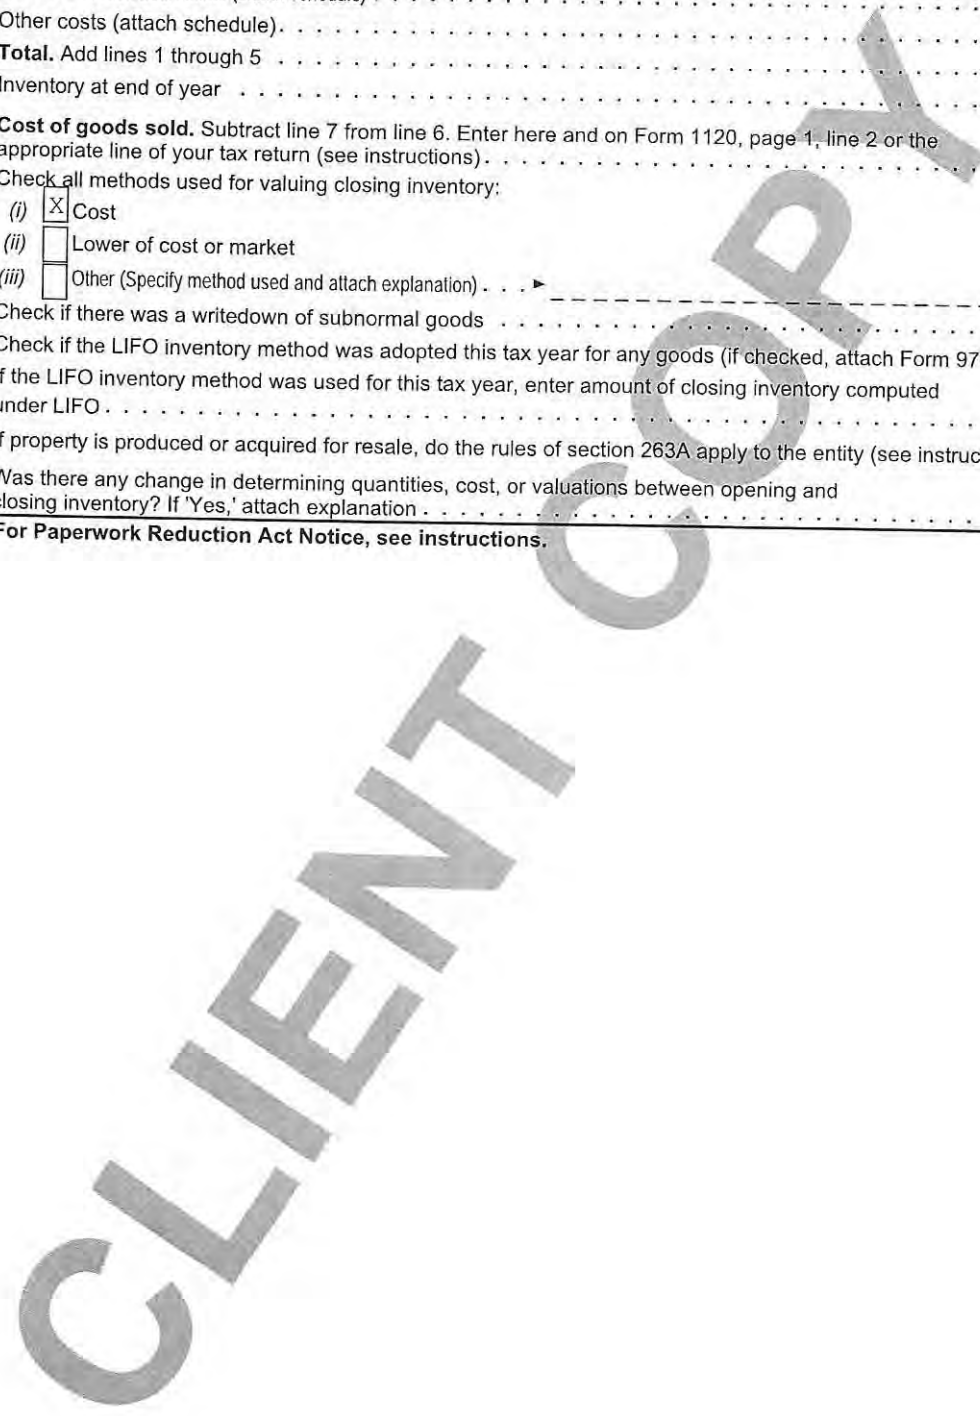 Other costs (attach schedule). . . . . . . . . . . . . . . . . . . . . . . . . . . . . . . . . . . . . .
Total. Add lines 1 through 5 . . . . . . . . . . . . . . . . . . . . . . . . . . . . . . . . . . . . . .
Inventory at end of year . . . . . . . . . . . . . . . . . . . . . . . . . . . . . . . . . . . . . . . .
Cost of goods sold. Subtract line 7 from line 6. Enter here and on Form 1120, page 1, line 2 or the
appropriate line of your tax return (see instructions). . . . . . . . . . . . . . . . . . . . . . . . . . .
Check all methods used for valuing closing inventory:
(i) X Cost
(ii) Lower of cost or market
(iii) Other (Specify method used and attach explanation) . . . ►
Check if there was a writedown of subnormal goods . . . . . . . . . . . . . . . . . . . . . . . . . .
Check if the LIFO inventory method was adopted this tax year for any goods (if checked, attach Form 97
f the LIFO inventory method was used for this tax year, enter amount of closing inventory computed
under LIFO . . . . . . . . . . . . . . . . . . . . . . . . . . . . . . . . . . . . . . . . . . . . . . .
f property is produced or acquired for resale, do the rules of section 263A apply to the entity (see instruc
Was there any change in determining quantities, cost, or valuations between opening and
closing inventory? If 'Yes,' attach explanation . . . . . . . . . . . . . . . . . . . . . . . . . . . . . .
For Paperwork Reduction Act Notice, see instructions.
CLIENT COPY